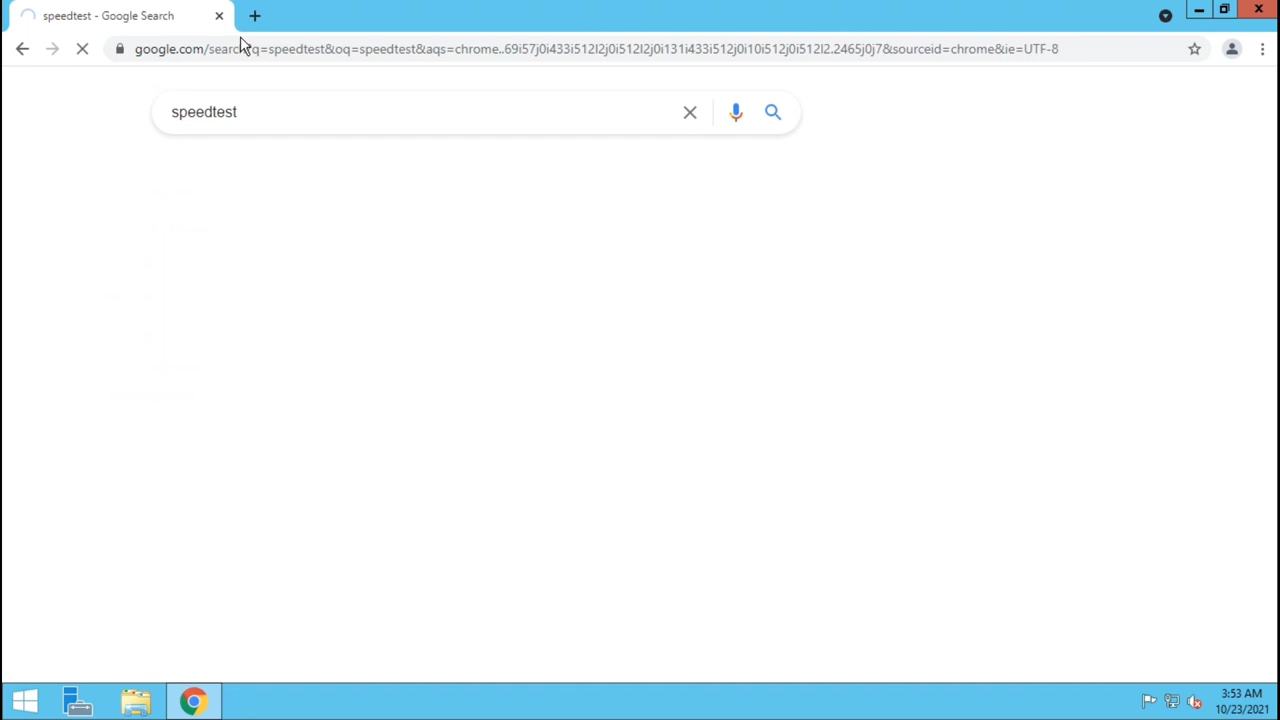 speedtest - Google Search
google.com/search?q=speedtest&oq=speedtest&aqs=chrome..69i57j0i433i512l2j0i512l2j0i131i433i512j0i10i512j0i512l2.2465j0j7&sourceid=chrome&ie=UTF-8
speedtest
3:53 AM
10/23/2021